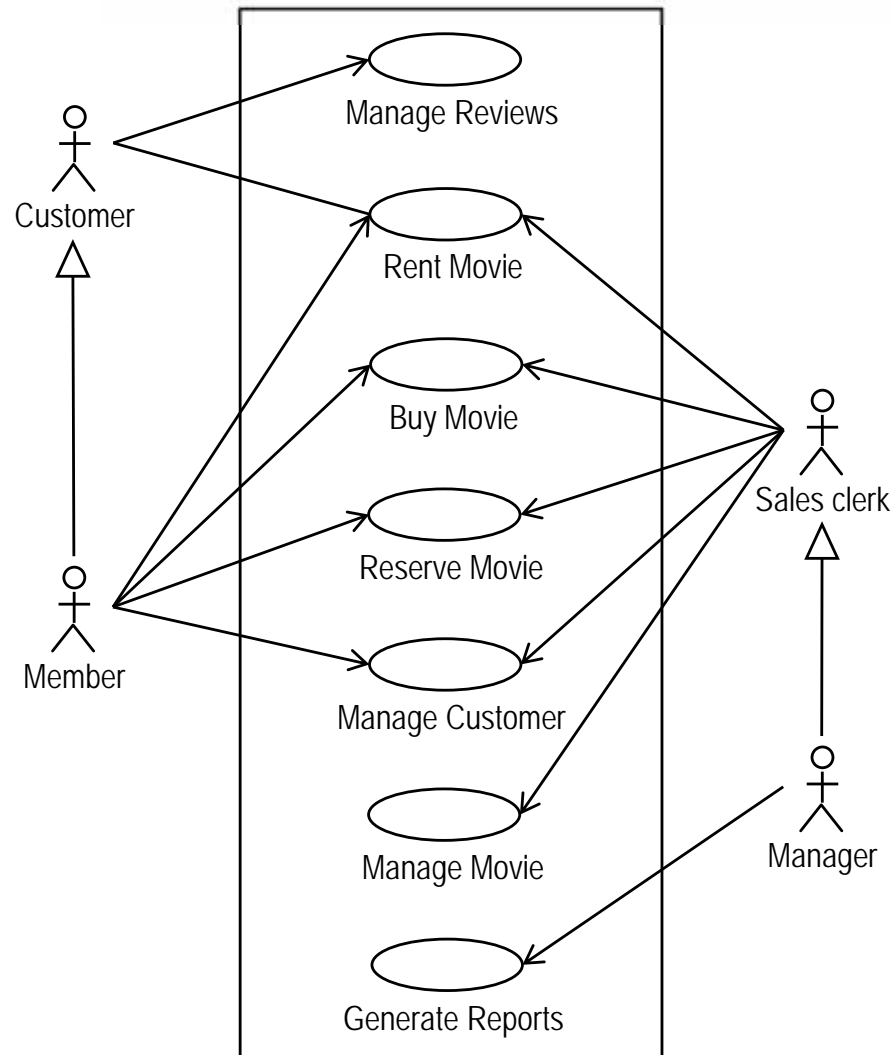 Manage Reviews
Customer
Rent Movie
Buy Movie
Sales clerk
Reserve Movie
Member
Manage Customer
Manager
Manage Movie
Generate Reports